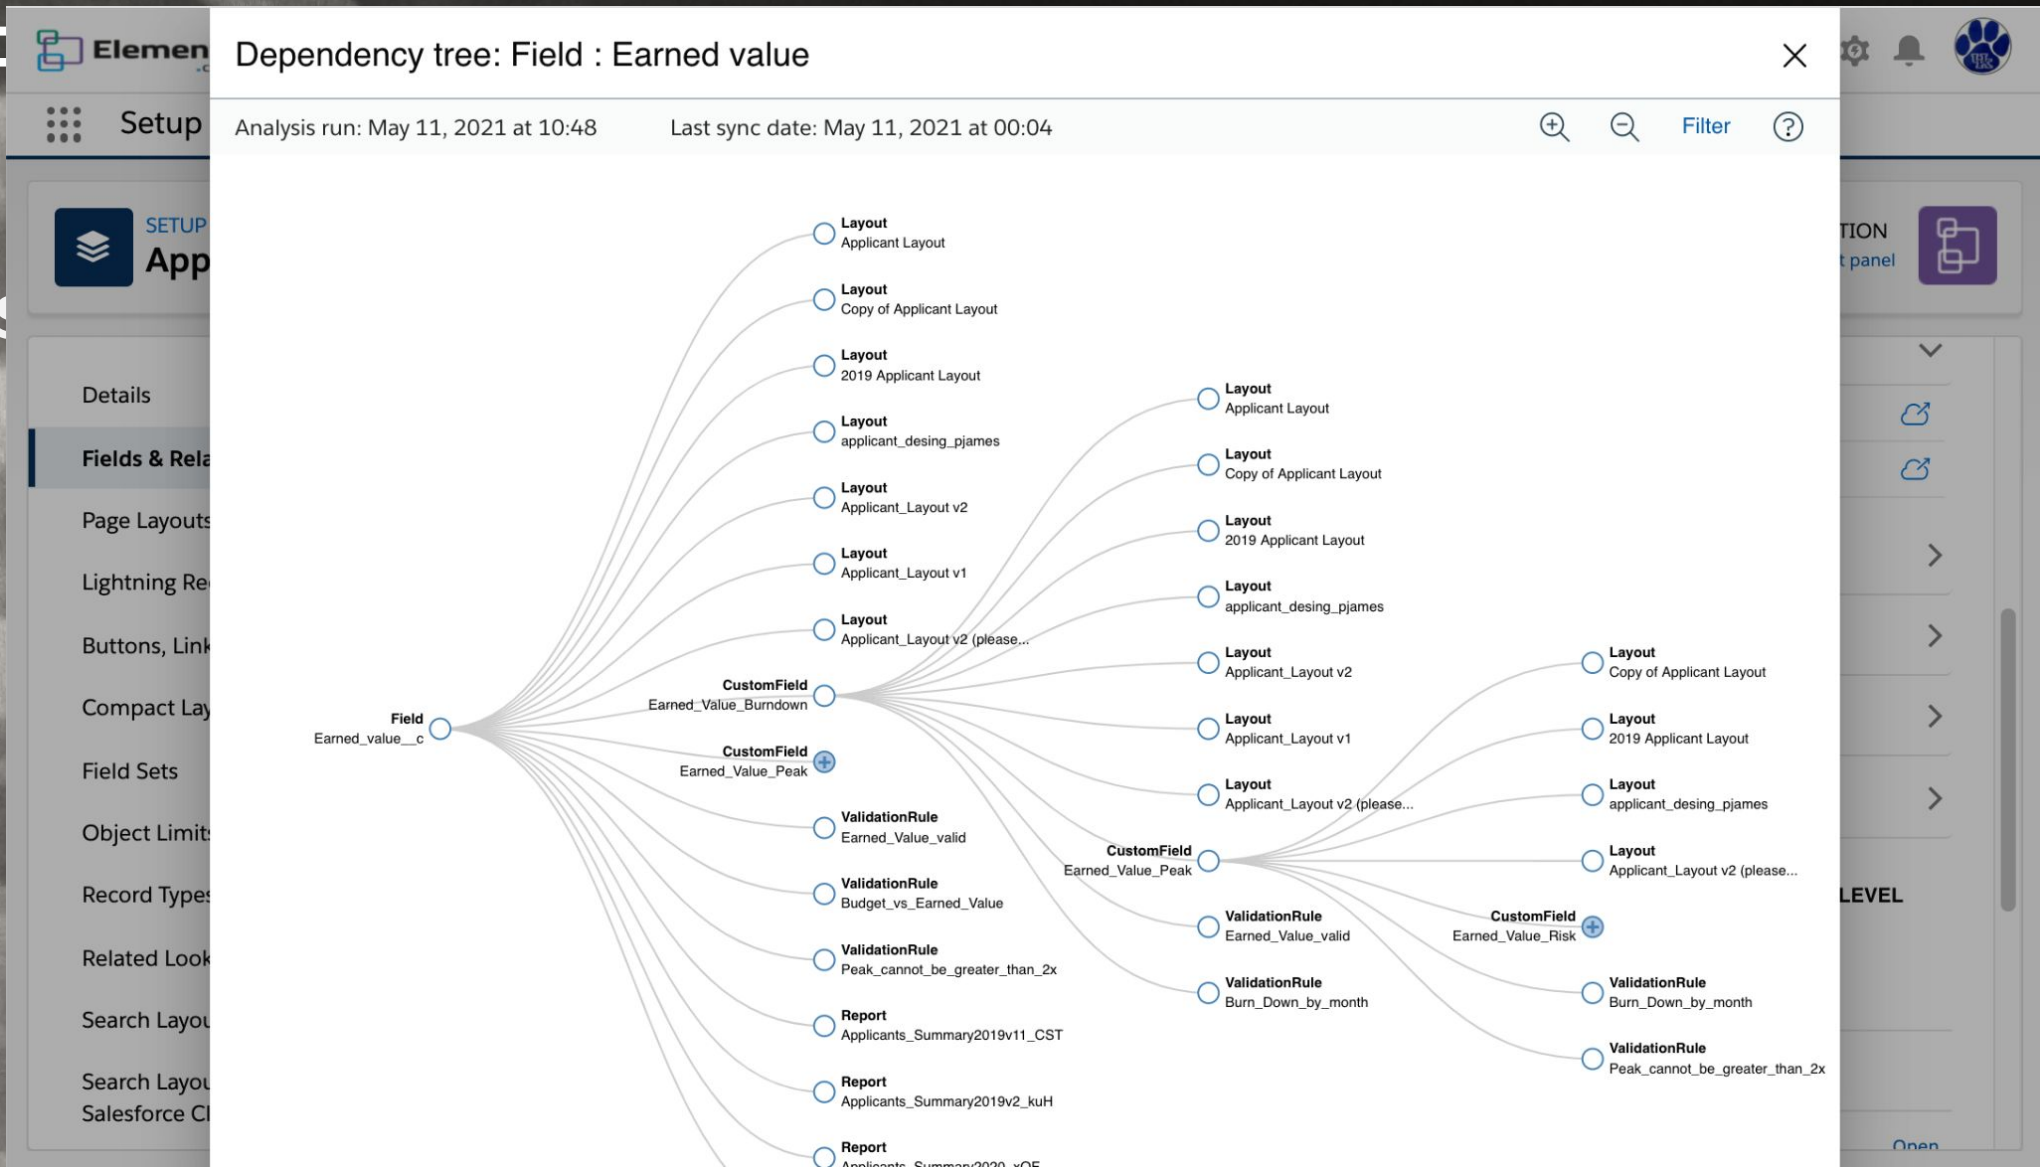 Elemen
Dependency tree: Field : Earned value
Setup
Analysis run: May 11, 2021 at 10:48
Last sync date: May 11, 2021 at 00:04
Filter
SETUP
App
TION
t panel
Details
Fields & Rela
Page Layouts
Lightning Re
Buttons, Link
Compact Lay
Field Sets
Object Limits
Record Types
Related Look
Search Layou
Search Layou
Salesforce Cl
Field
Earned_value__c
Layout
Applicant Layout
Layout
Copy of Applicant Layout
Layout
2019 Applicant Layout
Layout
applicant_desing_pjames
Layout
Applicant_Layout v2
Layout
Applicant_Layout v1
Layout
Applicant_Layout v2 (please...
CustomField
Earned_Value_Burndown
CustomField
Earned_Value_Peak
ValidationRule
Earned_Value_valid
ValidationRule
Budget_vs_Earned_Value
ValidationRule
Peak_cannot_be_greater_than_2x
Report
Applicants_Summary2019v11_CST
Report
Applicants_Summary2019v2_kuH
Report
Layout
Applicant Layout
Layout
Copy of Applicant Layout
Layout
2019 Applicant Layout
Layout
applicant_desing_pjames
Layout
Applicant_Layout v2
Layout
Applicant_Layout v1
Layout
Applicant_Layout v2 (please...
CustomField
Earned_Value_Peak
ValidationRule
Earned_Value_valid
ValidationRule
Burn_Down_by_month
Layout
Copy of Applicant Layout
Layout
2019 Applicant Layout
Layout
applicant_desing_pjames
Layout
Applicant_Layout v2 (please...
CustomField
Earned_Value_Risk
ValidationRule
Burn_Down_by_month
ValidationRule
Peak_cannot_be_greater_than_2x
LEVEL
Open